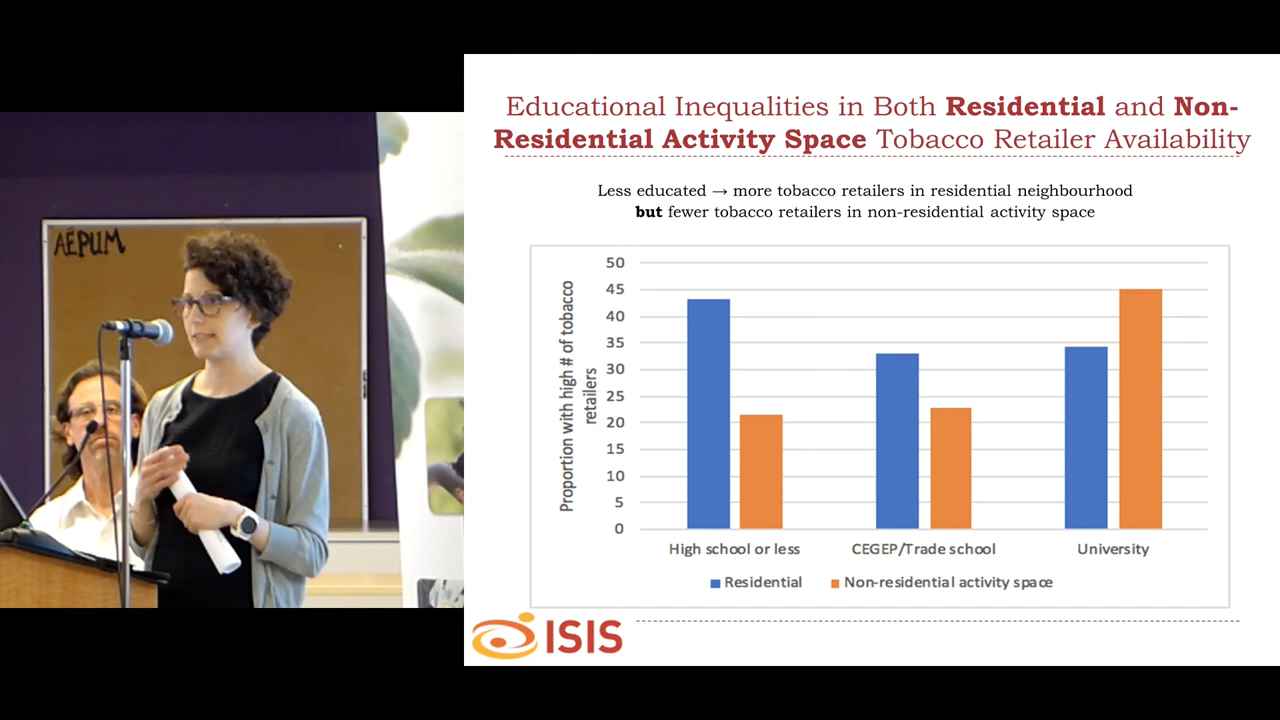 AÉPUM
Educational Inequalities in Both Residential and Non-
Residential Activity Space Tobacco Retailer Availability
Less educated → more tobacco retailers in residential neighbourhood
but fewer tobacco retailers in non-residential activity space
50
45
40
35
30
25
20
15
10
5
0
Proportion with high # of tobacco
retailers
High school or less
CEGEP/Trade school
University
Residential
Non-residential activity space
ISIS